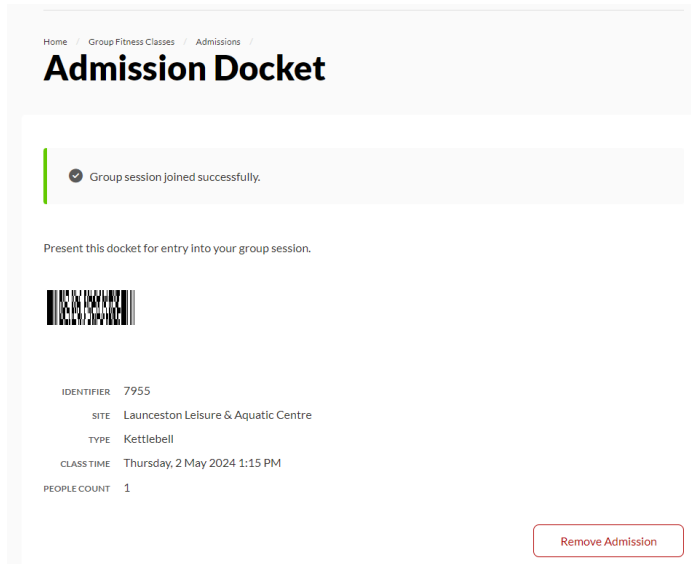 Home / Group Fitness Classes / Admissions /
Admission Docket
Group session joined successfully.
Present this docket for entry into your group session.
IDENTIFIER 7955
SITE Launceston Leisure & Aquatic Centre
TYPE Kettlebell
CLASS TIME Thursday, 2 May 2024 1:15 PM
PEOPLE COUNT 1
Remove Admission